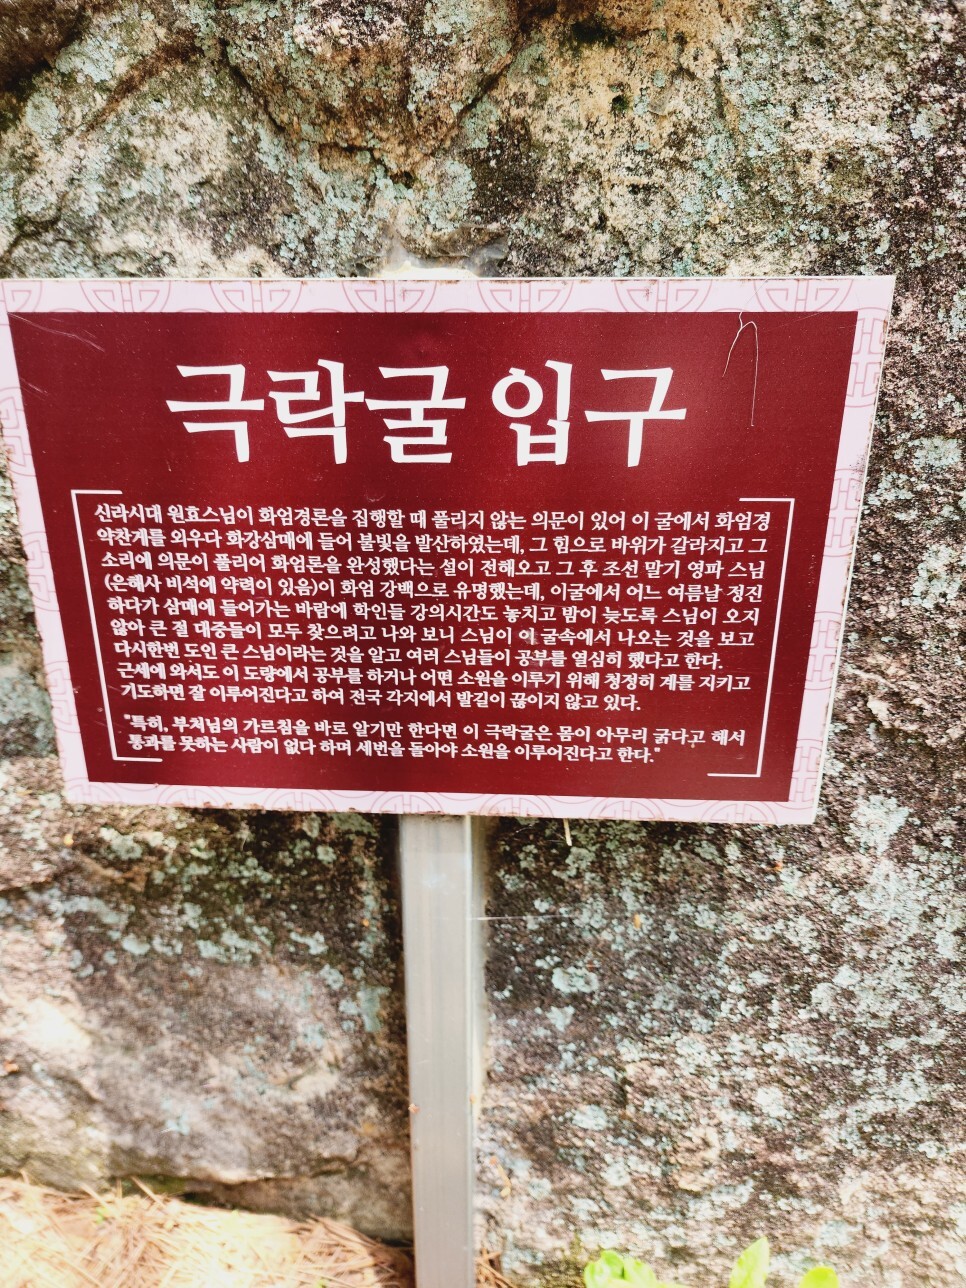 극락굴 입구
신라시대 원효스님이 화엄경론을 집행할 때 풀리지 않는 의문이 있어 이 굴에서 화엄경
약찬게를 외우다 화강삼매에 들어 불빛을 발산하였는데, 그 힘으로 바위가 갈라지고 그
소리에 의문이 풀리어 화엄론을 완성했다는 설이 전해오고 그 후 조선 말기 영파 스님
(은해사 비석에 약력이 있음)이 화엄 강백으로 유명했는데, 이굴에서 어느 여름날 정진
하다가 삼매에 들어가는 바람에 학인들 강의시간도 놓치고 밤이 늦도록 스님이 오지
않아 큰 절 대중들이 모두 찾으려고 나와 보니 스님이 이 굴속에서 나오는 것을 보고
다시한번 도인 큰 스님이라는 것을 알고 여러 스님들이 공부를 열심히 했다고 한다.
근세에 와서도 이 도량에서 공부를 하거나 어떤 소원을 이루기 위해 청정히 계를 지키고
기도하면 잘 이루어진다고 하여 전국 각지에서 발길이 끊이지 않고 있다.
"특히, 부처님의 가르침을 바로 알기만 한다면 이 극락굴은 몸이 아무리 굵다고 해서
통과를 못하는 사람이 없다 하며 세번을 돌아야 소원을 이루어진다고 한다."